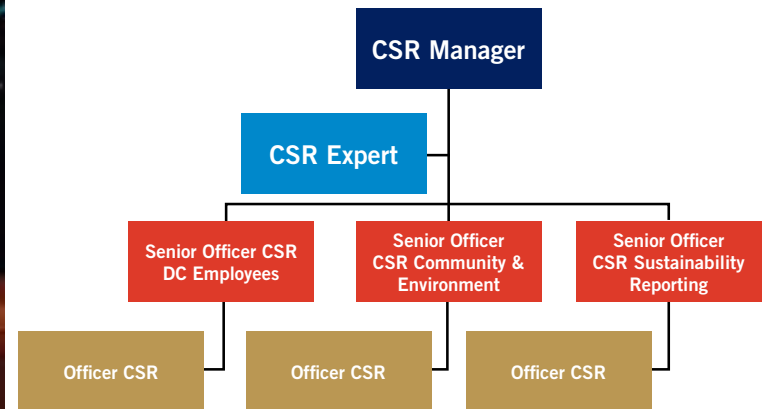 CSR Manager
CSR Expert
Senior Officer CSR
DC Employees
Senior Officer
CSR Community &
Environment
Senior Officer
CSR Sustainability
Reporting
Officer CSR
Officer CSR
Officer CSR